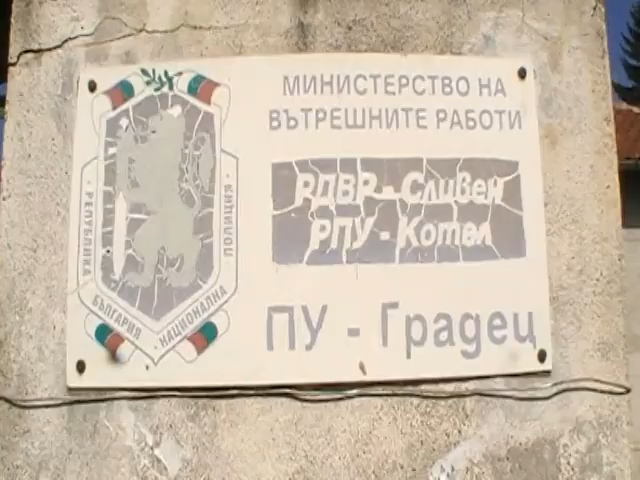 МИНИСТЕРСТВО НА
ВЪТРЕШНИТЕ РАБОТИ
РДВР - Сливен
РПУ - Котел
ПУ - Градец
· РЕПУБЛИКА
БЪЛГАРИЯ
· НАЦИОНАЛНА
ПОЛИЦИЯ ·